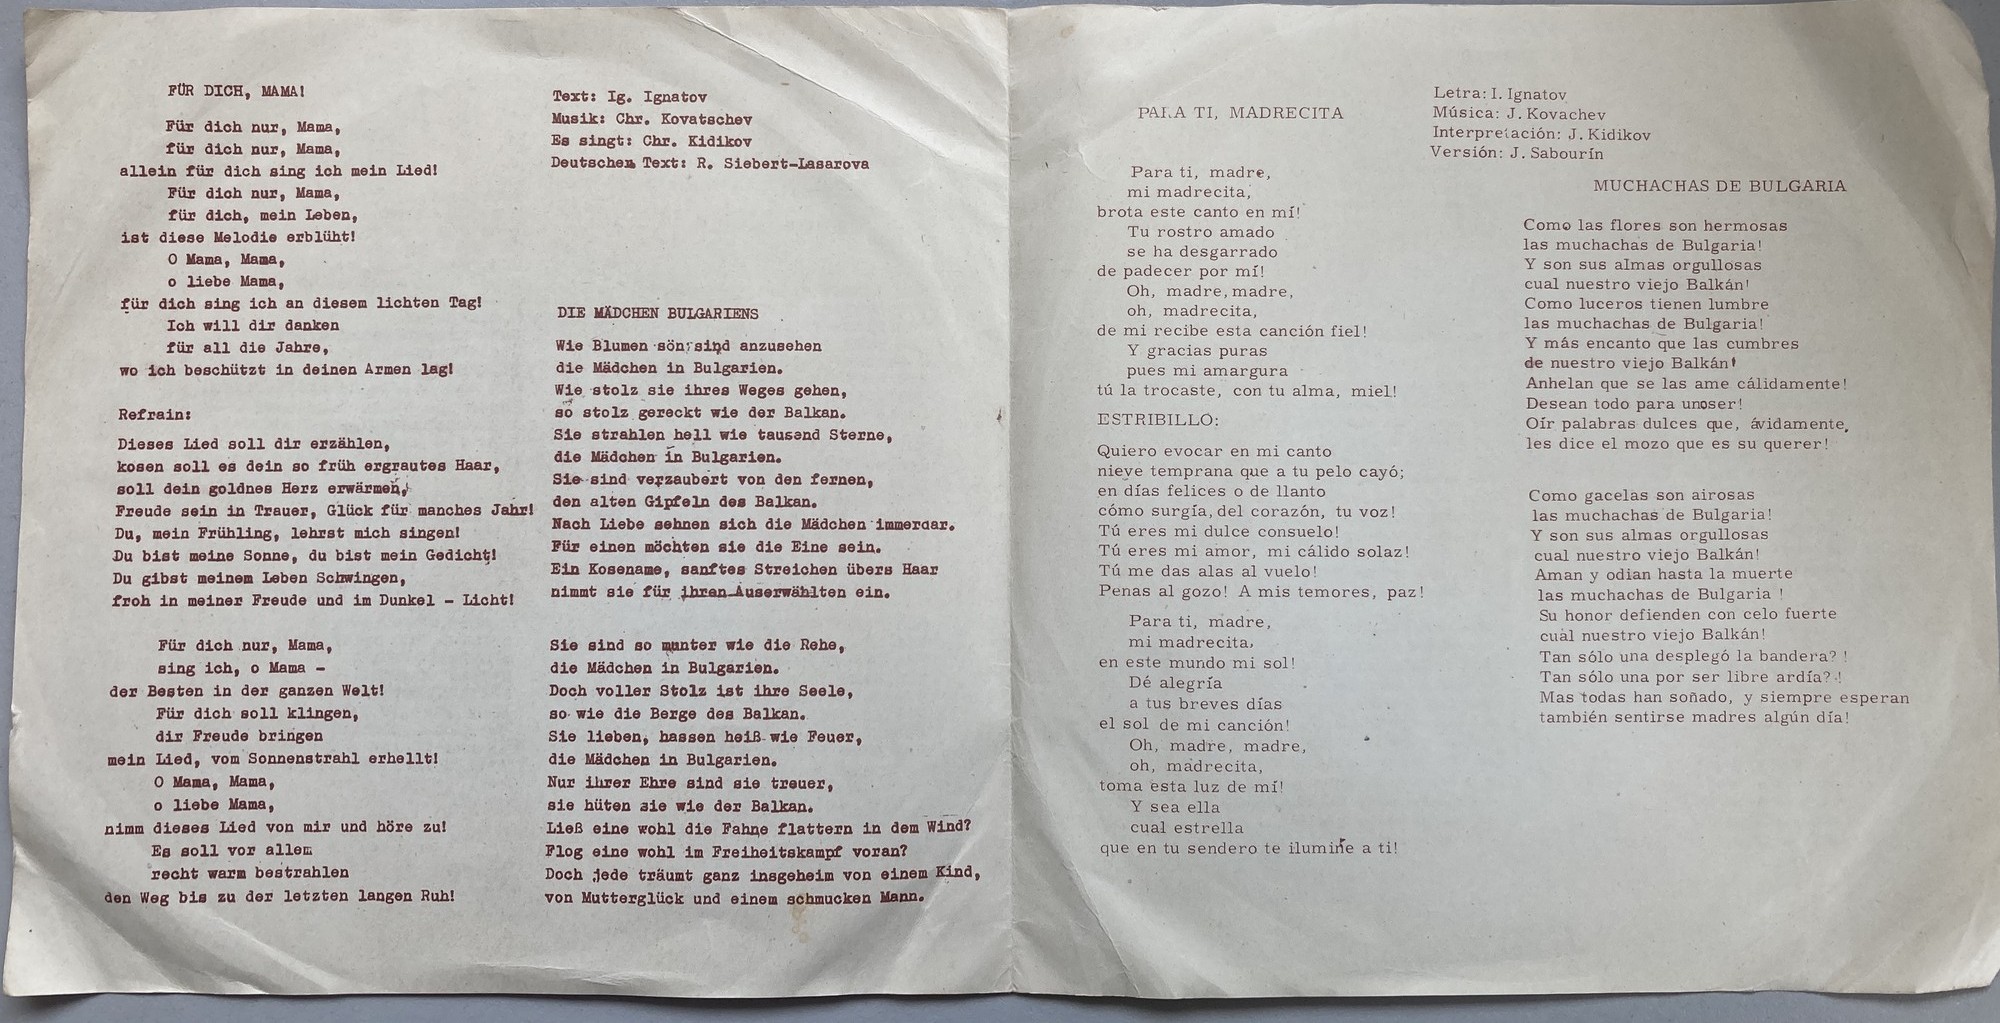 FÜR DICH, MAMA!
Für dich nur, Mama,
für dich nur, Mama,
allein für dich sing ich mein Lied!
Für dich nur, Mama,
für dich, mein Leben,
ist diese Melodie erblüht!
O Mama, Mama,
o liebe Mama,
für dich sing ich an diesem lichten Tag!
Ich will dir danken
für all die Jahre,
wo ich beschützt in deinen Armen lag!
Refrain:
Dieses Lied soll dir erzählen,
kosen soll es dein so früh ergrautes Haar,
soll dein goldnes Herz erwärmen,
Freude sein in Trauer, Glück für manches Jahr!
Du, mein Frühling, lehrst mich singen!
Du bist meine Sonne, du bist mein Gedicht!
Du gibst meinem Leben Schwingen,
froh in meiner Freude und im Dunkel - Licht!
Für dich nur, Mama,
sing ich, o Mama -
der Besten in der ganzen Welt!
Für dich soll klingen,
dir Freude bringen
mein Lied, vom Sonnenstrahl erhellt!
O Mama, Mama,
o liebe Mama,
nimm dieses Lied von mir und höre zu!
Es soll vor allem
recht warm bestrahlen
den Weg bis zu der letzten langen Ruh!
Text: Ig. Ignatov
Musik: Chr. Kovatschev
Es singt: Chr. Kidikov
Deutschen Text: R. Siebert-Lasarova
DIE MÄDCHEN BULGARIENS
Wie Blumen sön, sind anzusehen
die Mädchen in Bulgarien.
Wie stolz sie ihres Weges gehen,
so stolz gereckt wie der Balkan.
Sie strahlen hell wie tausend Sterne,
die Mädchen in Bulgarien.
Sie sind verzaubert von den fernen,
den alten Gipfeln des Balkan.
Nach Liebe sehnen sich die Mädchen immerdar.
Für einen möchten sie die Eine sein.
Ein Kosename, sanftes Streichen übers Haar
nimmt sie für ihren Auserwählten ein.
Sie sind so munter wie die Rehe,
die Mädchen in Bulgarien.
Doch voller Stolz ist ihre Seele,
so wie die Berge des Balkan.
Sie lieben, hassen heiß wie Feuer,
die Mädchen in Bulgarien.
Nur ihrer Ehre sind sie treuer,
sie hüten sie wie der Balkan.
Ließ eine wohl die Fahne flattern in dem Wind?
Flog eine wohl im Freiheitskampf voran?
Doch jede träumt ganz insgeheim von einem Kind,
von Mutterglück und einem schmucken Mann.
PARA TI, MADRECITA
Letra: I. Ignatov
Música: J. Kovachev
Interpretación: J. Kidikov
Versión: J. Sabourín
Para ti, madre,
mi madrecita,
brota este canto en mí!
Tu rostro amado
se ha desgarrado
de padecer por mí!
Oh, madre, madre,
oh, madrecita,
de mi recibe esta canción fiel!
Y gracias puras
pues mi amargura
tú la trocaste, con tu alma, miel!
ESTRIBILLO:
Quiero evocar en mi canto
nieve temprana que a tu pelo cayó;
en días felices o de llanto
cómo surgía, del corazón, tu voz!
Tú eres mi dulce consuelo!
Tú eres mi amor, mi cálido solaz!
Tú me das alas al vuelo!
Penas al gozo! A mis temores, paz!
Para ti, madre,
mi madrecita,
en este mundo mi sol!
Dé alegría
a tus breves días
el sol de mi canción!
Oh, madre, madre,
oh, madrecita,
toma esta luz de mí!
Y sea ella
cual estrella
que en tu sendero te ilumine a ti!
MUCHACHAS DE BULGARIA
Como las flores son hermosas
las muchachas de Bulgaria!
Y son sus almas orgullosas
cual nuestro viejo Balkán!
Como luceros tienen lumbre
las muchachas de Bulgaria!
Y más encanto que las cumbres
de nuestro viejo Balkán!
Anhelan que se las ame cálidamente!
Desean todo para unoser!
Oír palabras dulces que, ávidamente,
les dice el mozo que es su querer!
Como gacelas son airosas
las muchachas de Bulgaria!
Y son sus almas orgullosas
cual nuestro viejo Balkán!
Aman y odian hasta la muerte
las muchachas de Bulgaria !
Su honor defienden con celo fuerte
cual nuestro viejo Balkán!
Tan sólo una desplegó la bandera? !
Tan sólo una por ser libre ardía? !
Mas todas han soñado, y siempre esperan
también sentirse madres algún día!